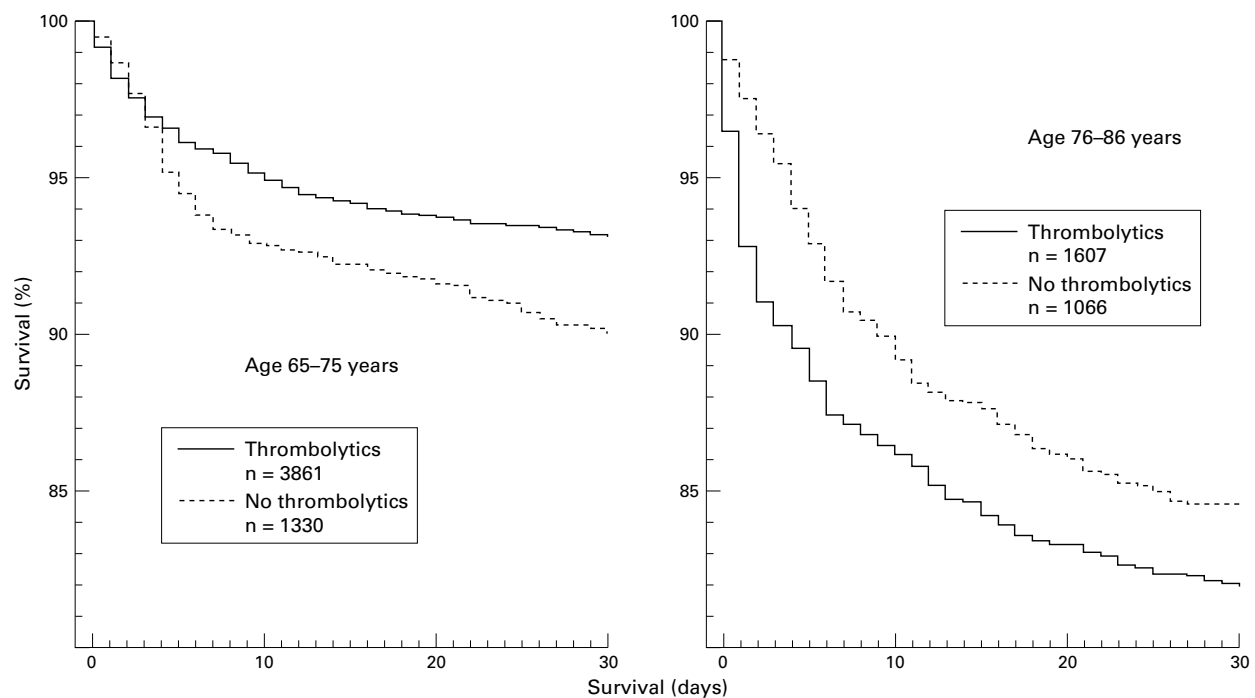 100
95
90
85
Survival (%)
0
10
20
30
Age 65–75 years
Thrombolytics
n = 3861
No thrombolytics
n = 1330
100
95
90
85
0
10
20
30
Age 76–86 years
Thrombolytics
n = 1607
No thrombolytics
n = 1066
Survival (days)